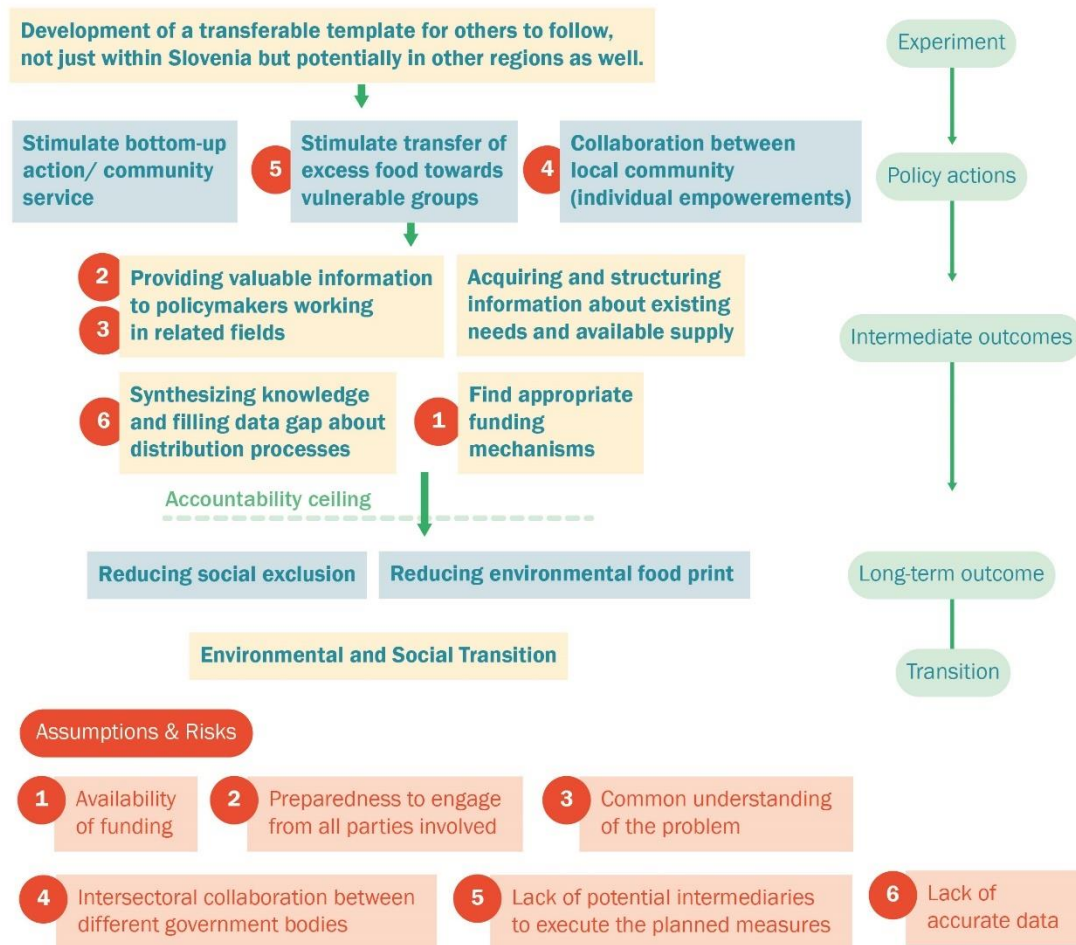 Development of a transferable template for others to follow,
not just within Slovenia but potentially in other regions as well.
Experiment
Stimulate bottom-up
action/ community
service
5
Stimulate transfer of
excess food towards
vulnerable groups
4
Collaboration between
local community
(individual empowerements)
Policy actions
2
3
Providing valuable information
to policymakers working
in related fields
Acquiring and structuring
information about existing
needs and available supply
Intermediate outcomes
6
Synthesizing knowledge
and filling data gap about
distribution processes
1
Find appropriate
funding
mechanisms
Accountability ceiling
Reducing social exclusion
Reducing environmental food print
Long-term outcome
Environmental and Social Transition
Transition
Assumptions & Risks
1
Availability
of funding
2
Preparedness to engage
from all parties involved
3
Common understanding
of the problem
4
Intersectoral collaboration between
different government bodies
5
Lack of potential intermediaries
to execute the planned measures
6
Lack of
accurate data